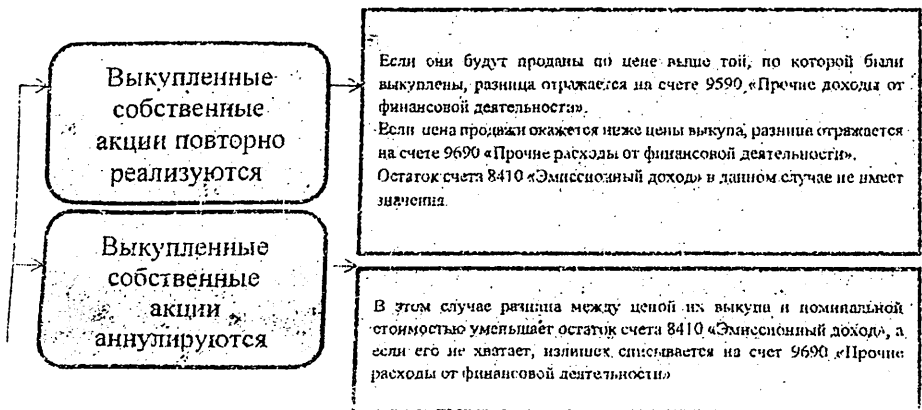 Выкупленные
собственные
акции повторно
реализуются
Если они будут проданы по цене выше той, по которой были
выкуплены, разница отражается на счете 9590 «Прочие доходы от
финансовой деятельности».
Если цена продажи окажется ниже цены выкупа, разница отражается
на счете 9690 «Прочие расходы от финансовой деятельности».
Остаток счета 8410 «Эмиссионный доход» в данном случае не имеет
значения.
Выкупленные
собственные
акции
аннулируются
В этом случае разница между ценой их выкупа и номинальной
стоимостью уменьшает остаток счета 8410 «Эмиссионный доход», а
если его не хватает, излишек списывается на счет 9690 «Прочие
расходы от финансовой деятельности»